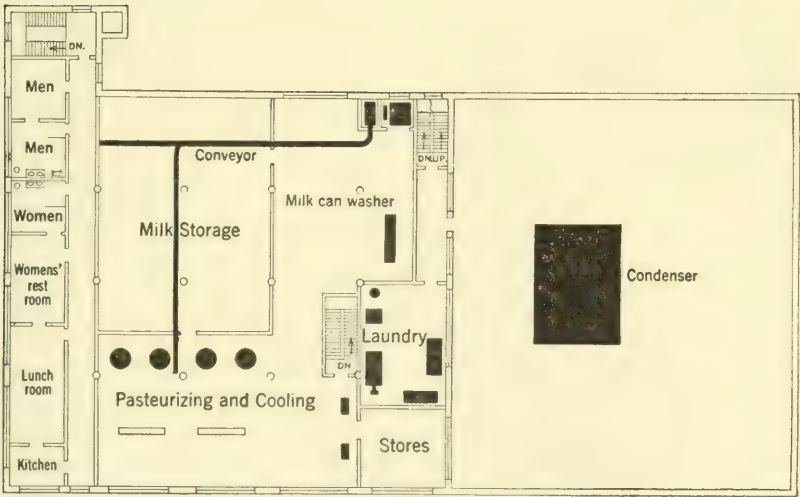 DN.
Men
Men
Women
Womens'
rest
room
Lunch
room
Kitchen
Conveyor
Milk Storage
Milk can washer
DN.UP.
Condenser
Laundry
DN
Pasteurizing and Cooling
Stores